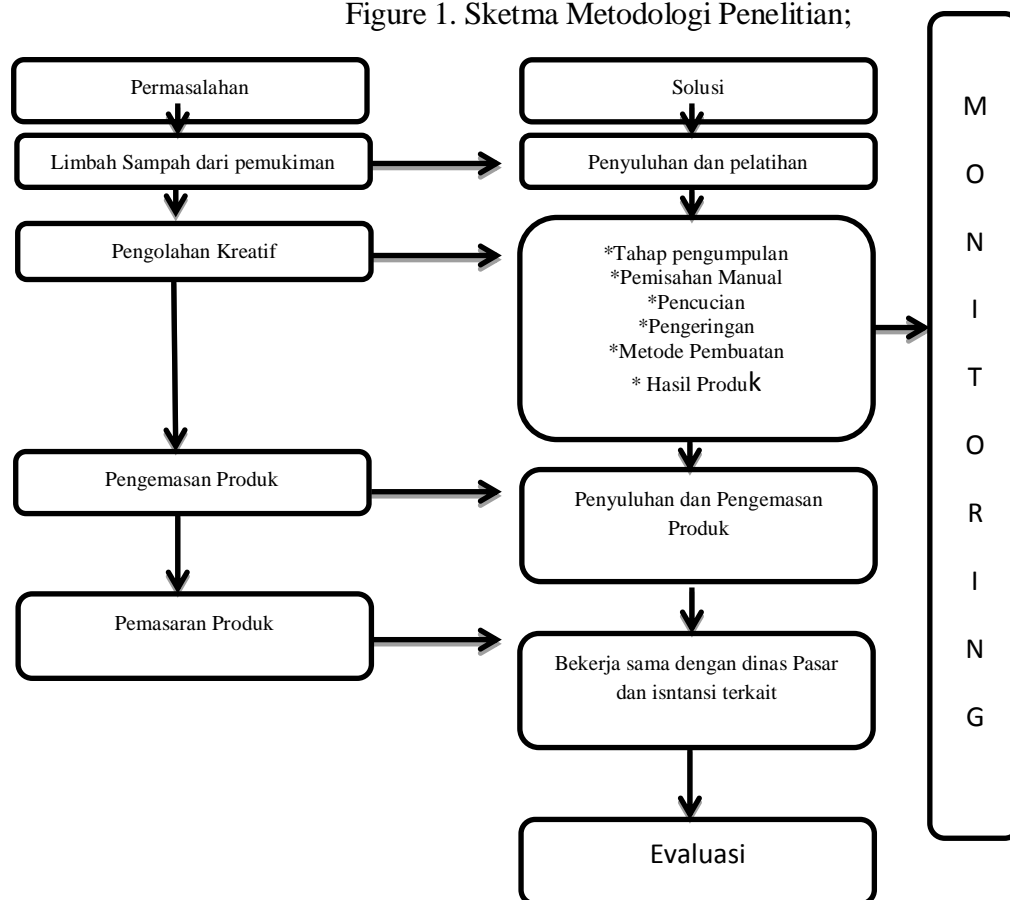 Figure 1. Sketma Metodologi Penelitian;
Permasalahan
Limbah Sampah dari pemukiman
Pengolahan Kreatif
Pengemasan Produk
Pemasaran Produk
Solusi
Penyuluhan dan pelatihan
*Tahap pengumpulan
*Pemisahan Manual
*Pencucian
*Pengeringan
*Metode Pembuatan
* Hasil Produk
Penyuluhan dan Pengemasan
Produk
Bekerja sama dengan dinas Pasar
dan isntansi terkait
Evaluasi
M
O
N
I
T
O
R
I
N
G